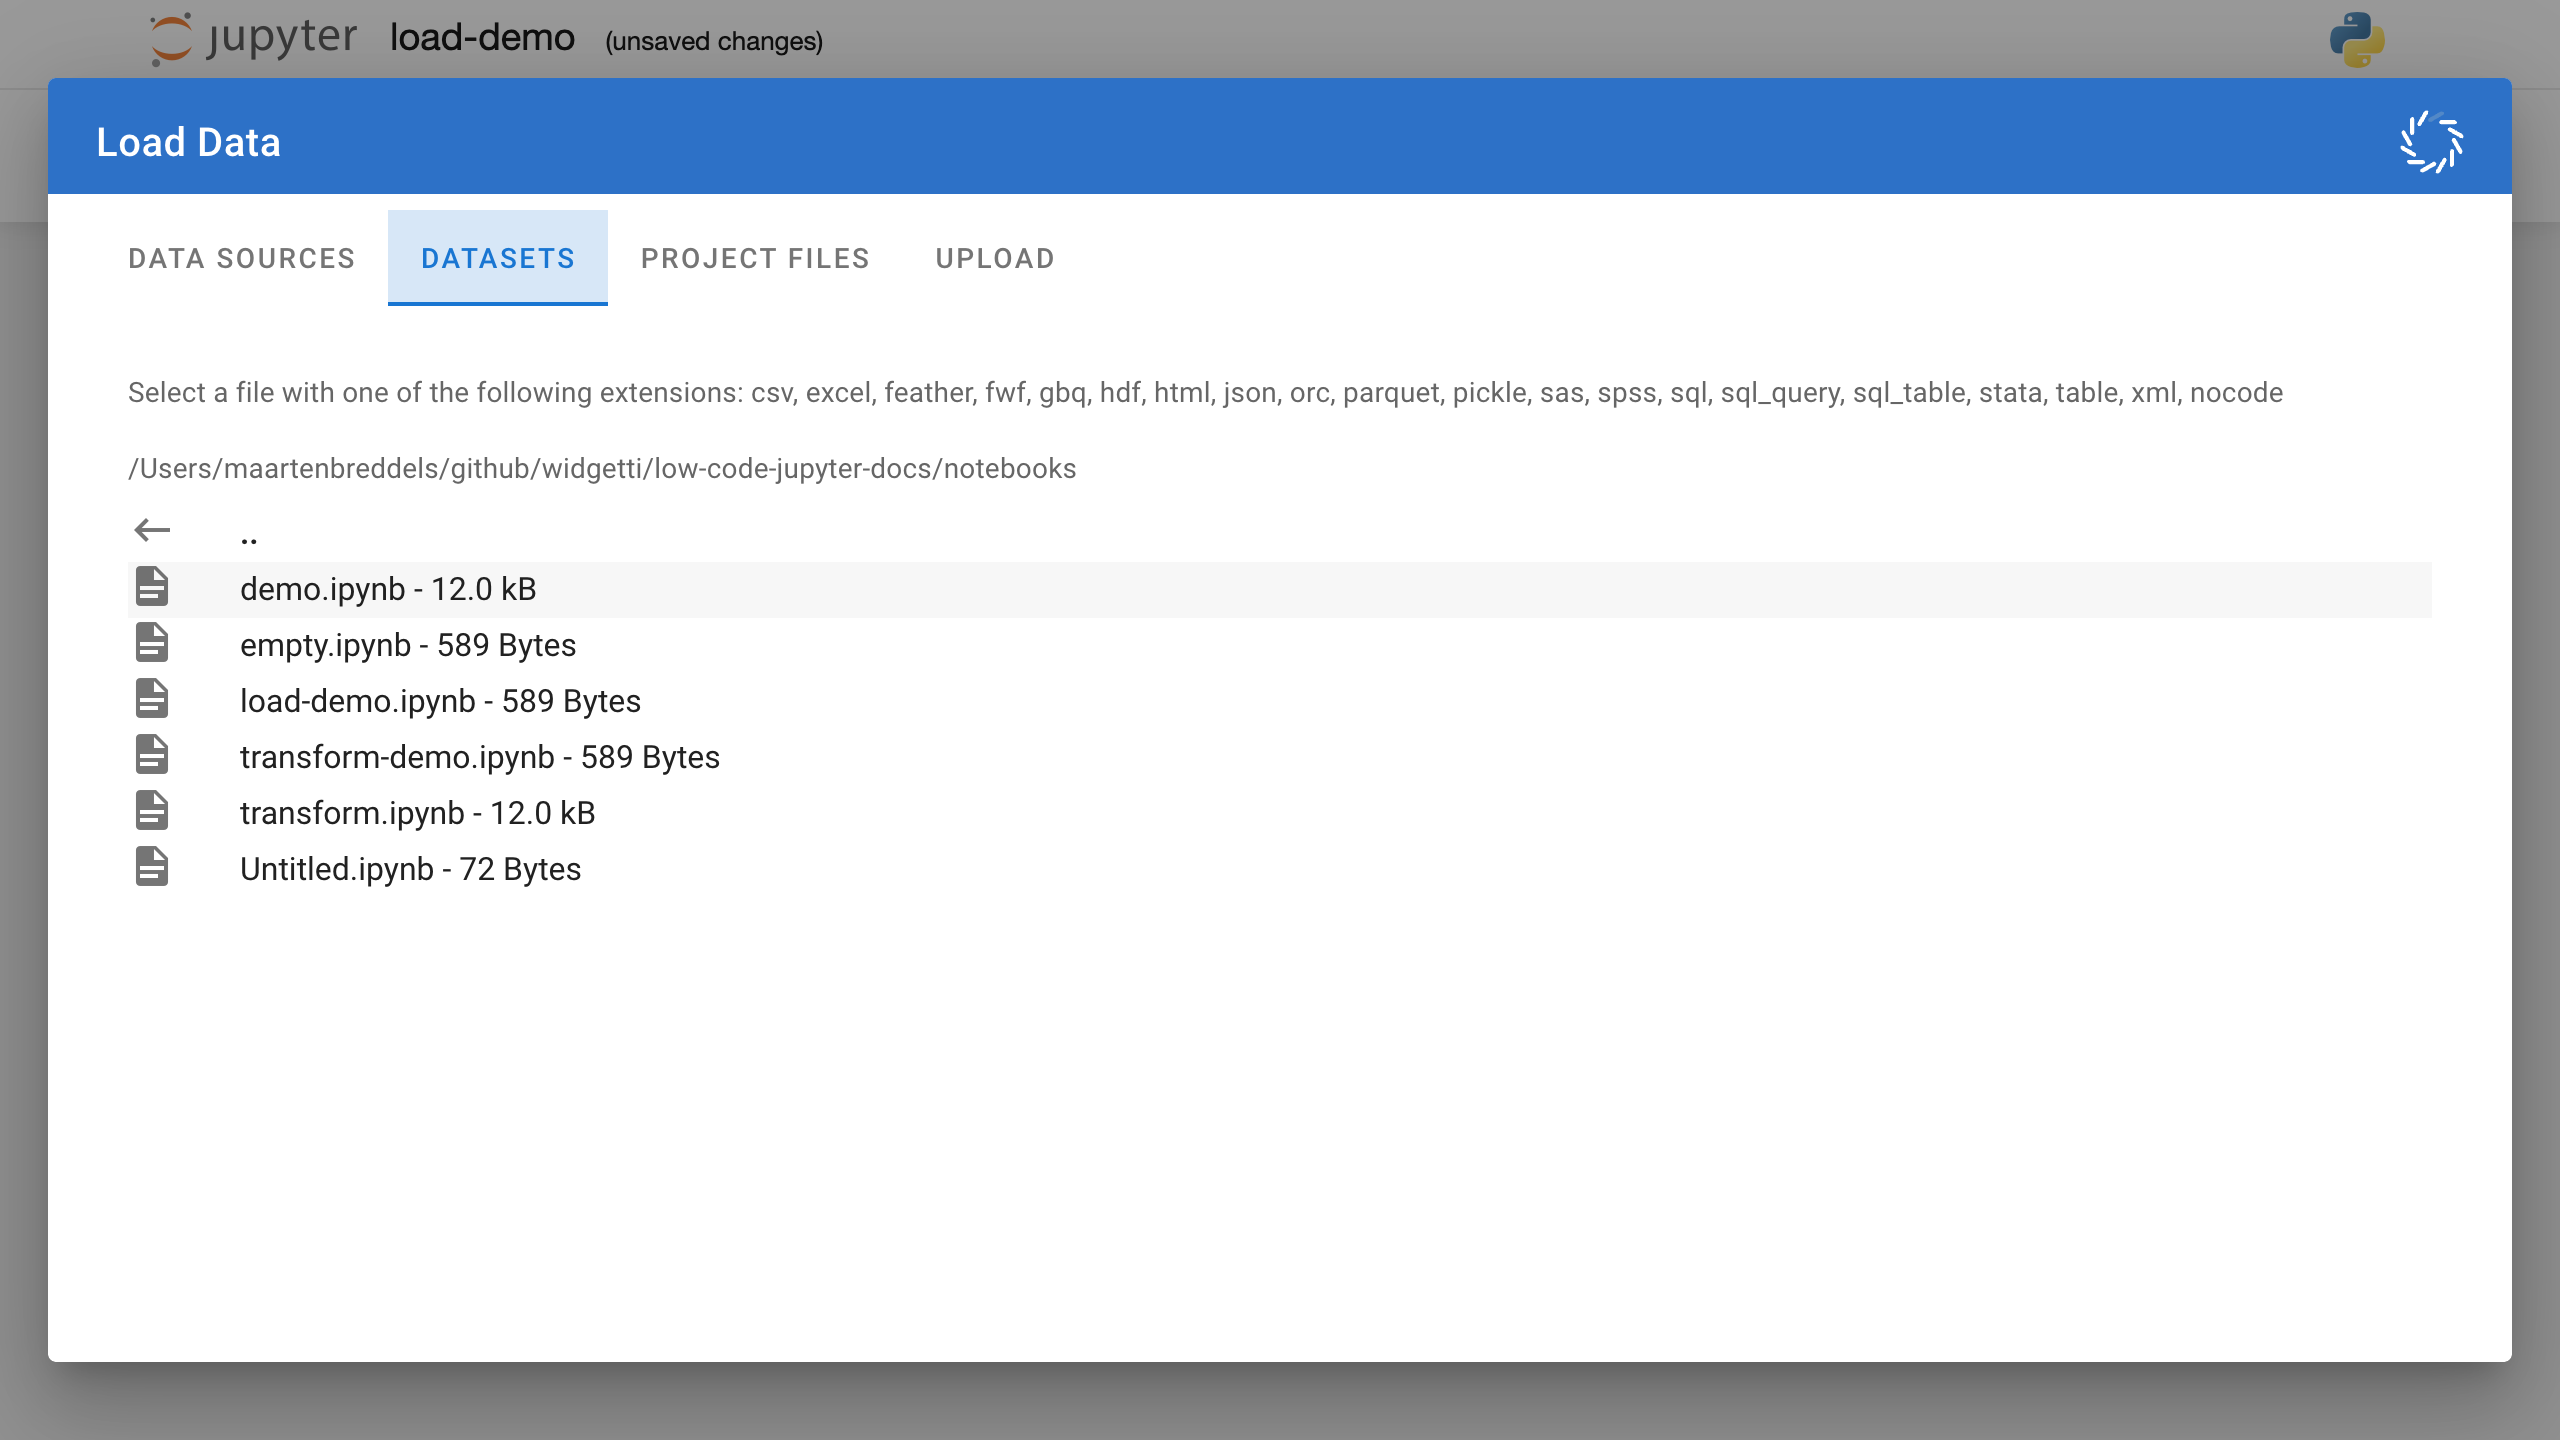 jupyter load-demo (unsaved changes)
Load Data
DATA SOURCES DATASETS PROJECT FILES UPLOAD
Select a file with one of the following extensions: csv, excel, feather, fwf, gbq, hdf, html, json, orc, parquet, pickle, sas, spss, sql, sql_query, sql_table, stata, table, xml, nocode
/Users/maartenbreddels/github/widgetti/low-code-jupyter-docs/notebooks
..
demo.ipynb - 12.0 kB
empty.ipynb - 589 Bytes
load-demo.ipynb - 589 Bytes
transform-demo.ipynb - 589 Bytes
transform.ipynb - 12.0 kB
Untitled.ipynb - 72 Bytes